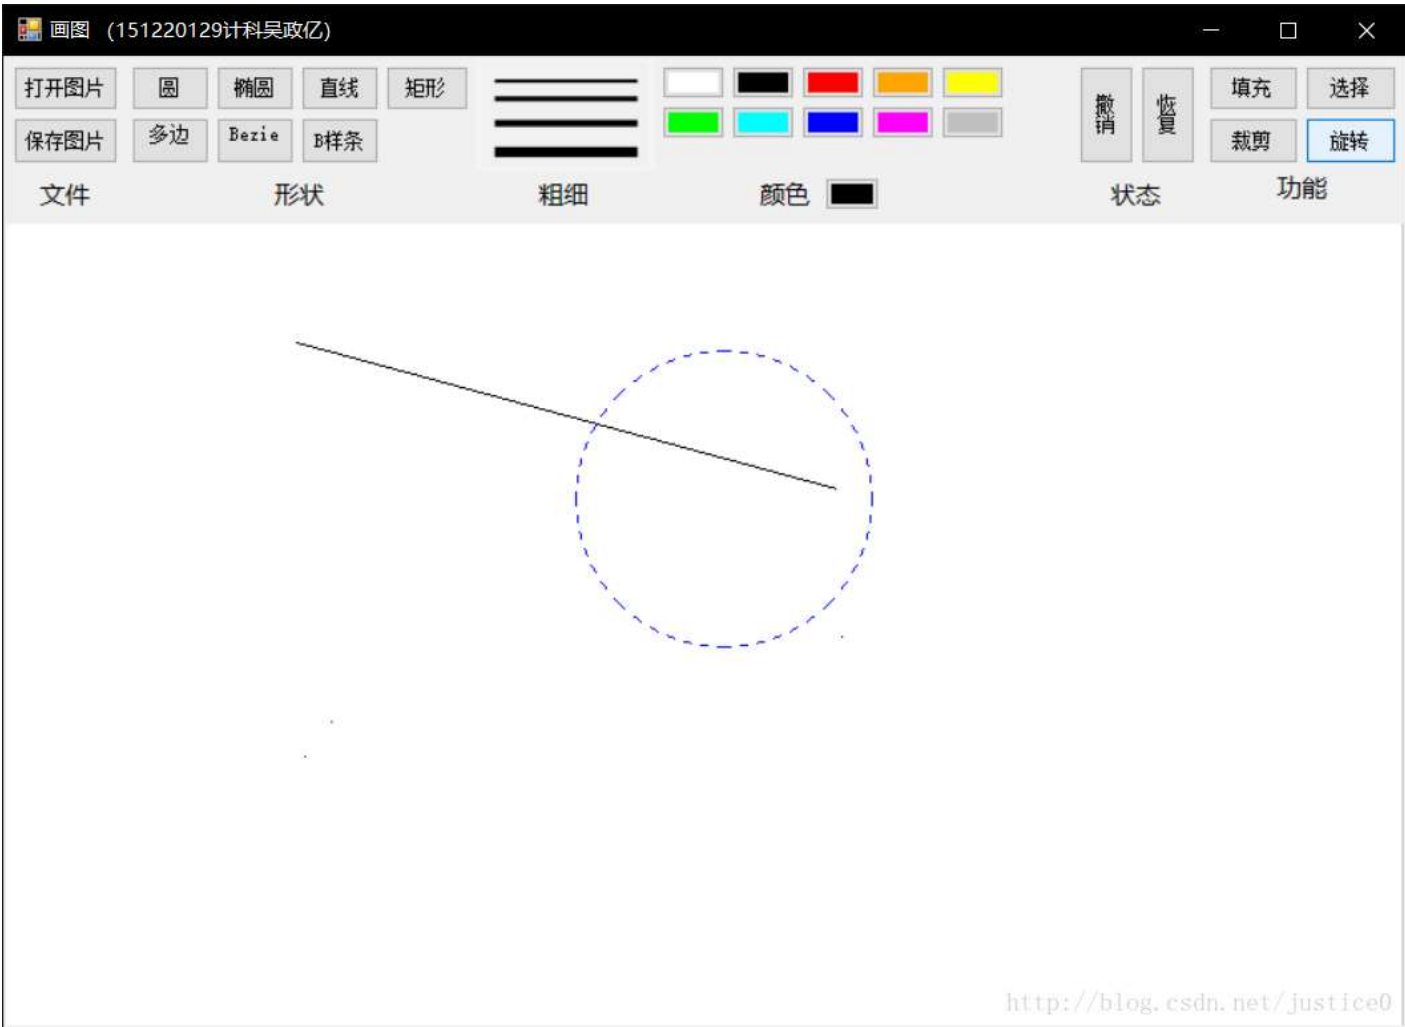 画图 (151220129计科吴政亿)
打开图片 圆 椭圆 直线 矩形 撤销 恢复 填充 选择
保存图片 多边 Bezie B样条 裁剪 旋转
文件 形状 粗细 颜色 状态 功能
http://blog.csdn.net/justice0